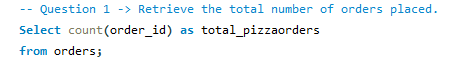 -- Question 1 -> Retrieve the total number of orders placed.
Select count(order_id) as total_pizzaorders
from orders;